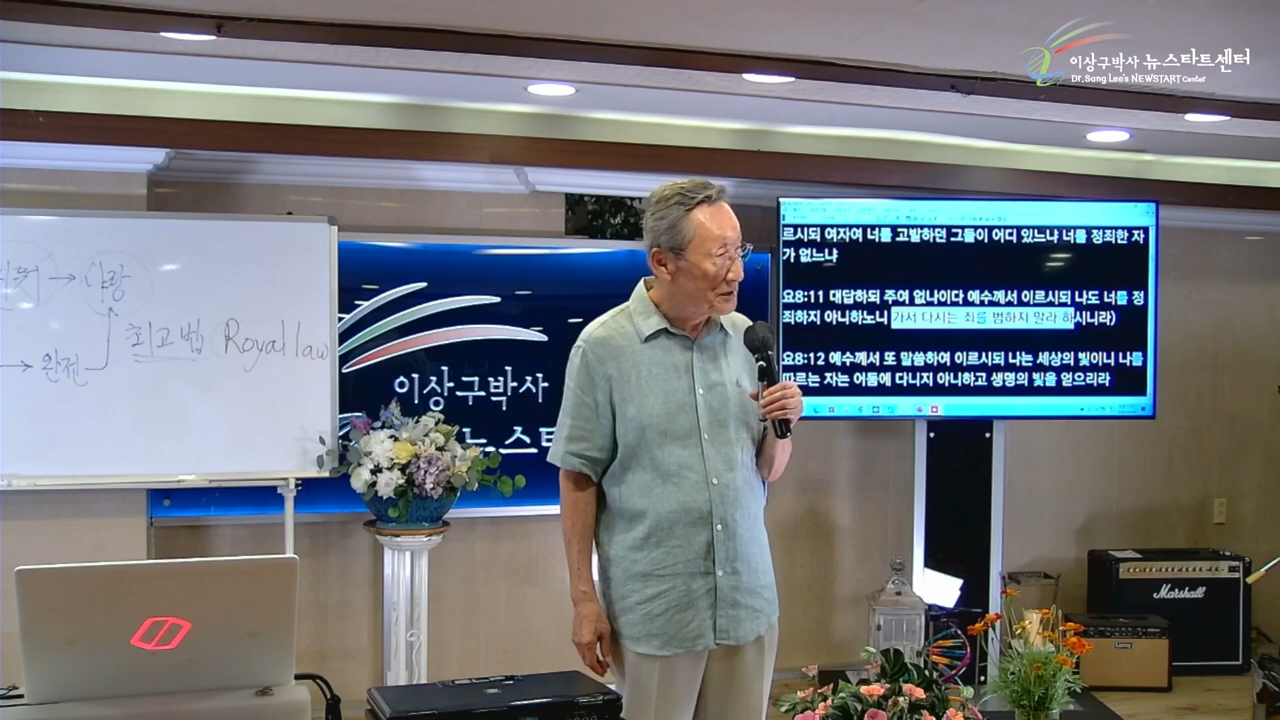 이상구박사 뉴스타트센터
Dr. Sang Lee's NEWSTART Center
→ 사랑
최고법 Royal law
→ 완전
이상구박사
뉴스타
르시되 여자여 너를 고발하던 그들이 어디 있느냐 너를 정죄한 자
가 없느냐
요8:11 대답하되 주여 없나이다 예수께서 이르시되 나도 너를 정
죄하지 아니하노니 가서 다시는 죄를 범하지 말라 하시니라)
요8:12 예수께서 또 말씀하여 이르시되 나는 세상의 빛이니 나를
따르는 자는 어둠에 다니지 아니하고 생명의 빛을 얻으리라
Marshall
Laney